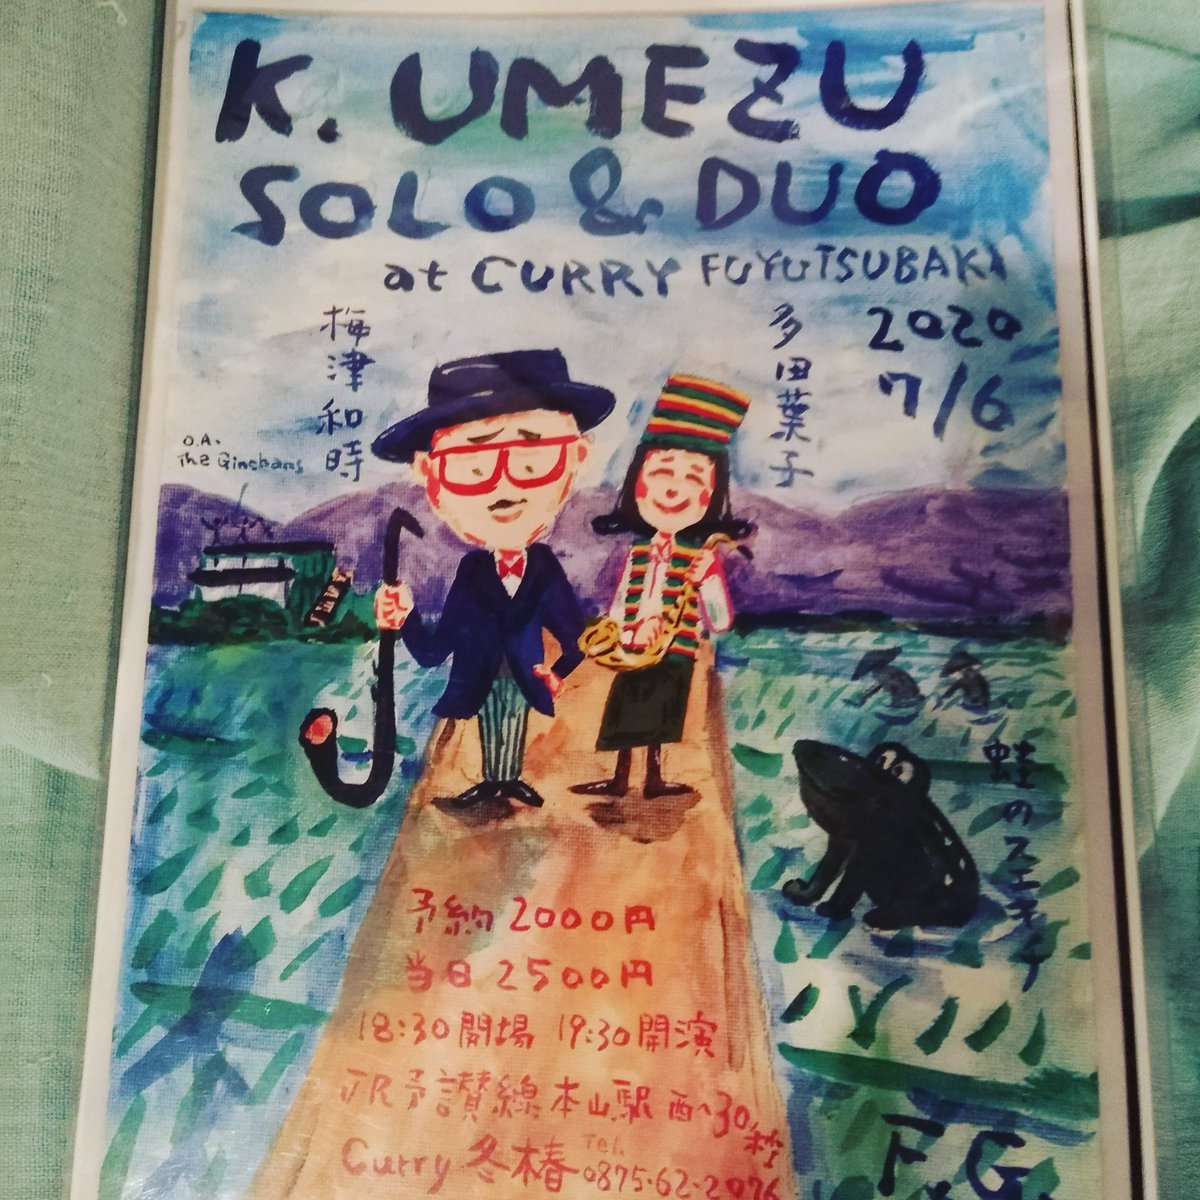 K. UMEZU
SOLO & DUO
at CURRY FUYUTSUBAKI
2020
7/6
梅津和時
多田葉子
O.A.
The Ginchans
蛙のスエキチ
予約 2000円
当日 2500円
18:30開場 19:30開演
JR予讃線本山駅西へ30秒
Curry 冬椿 Tel. 0875-62-2076
F.G